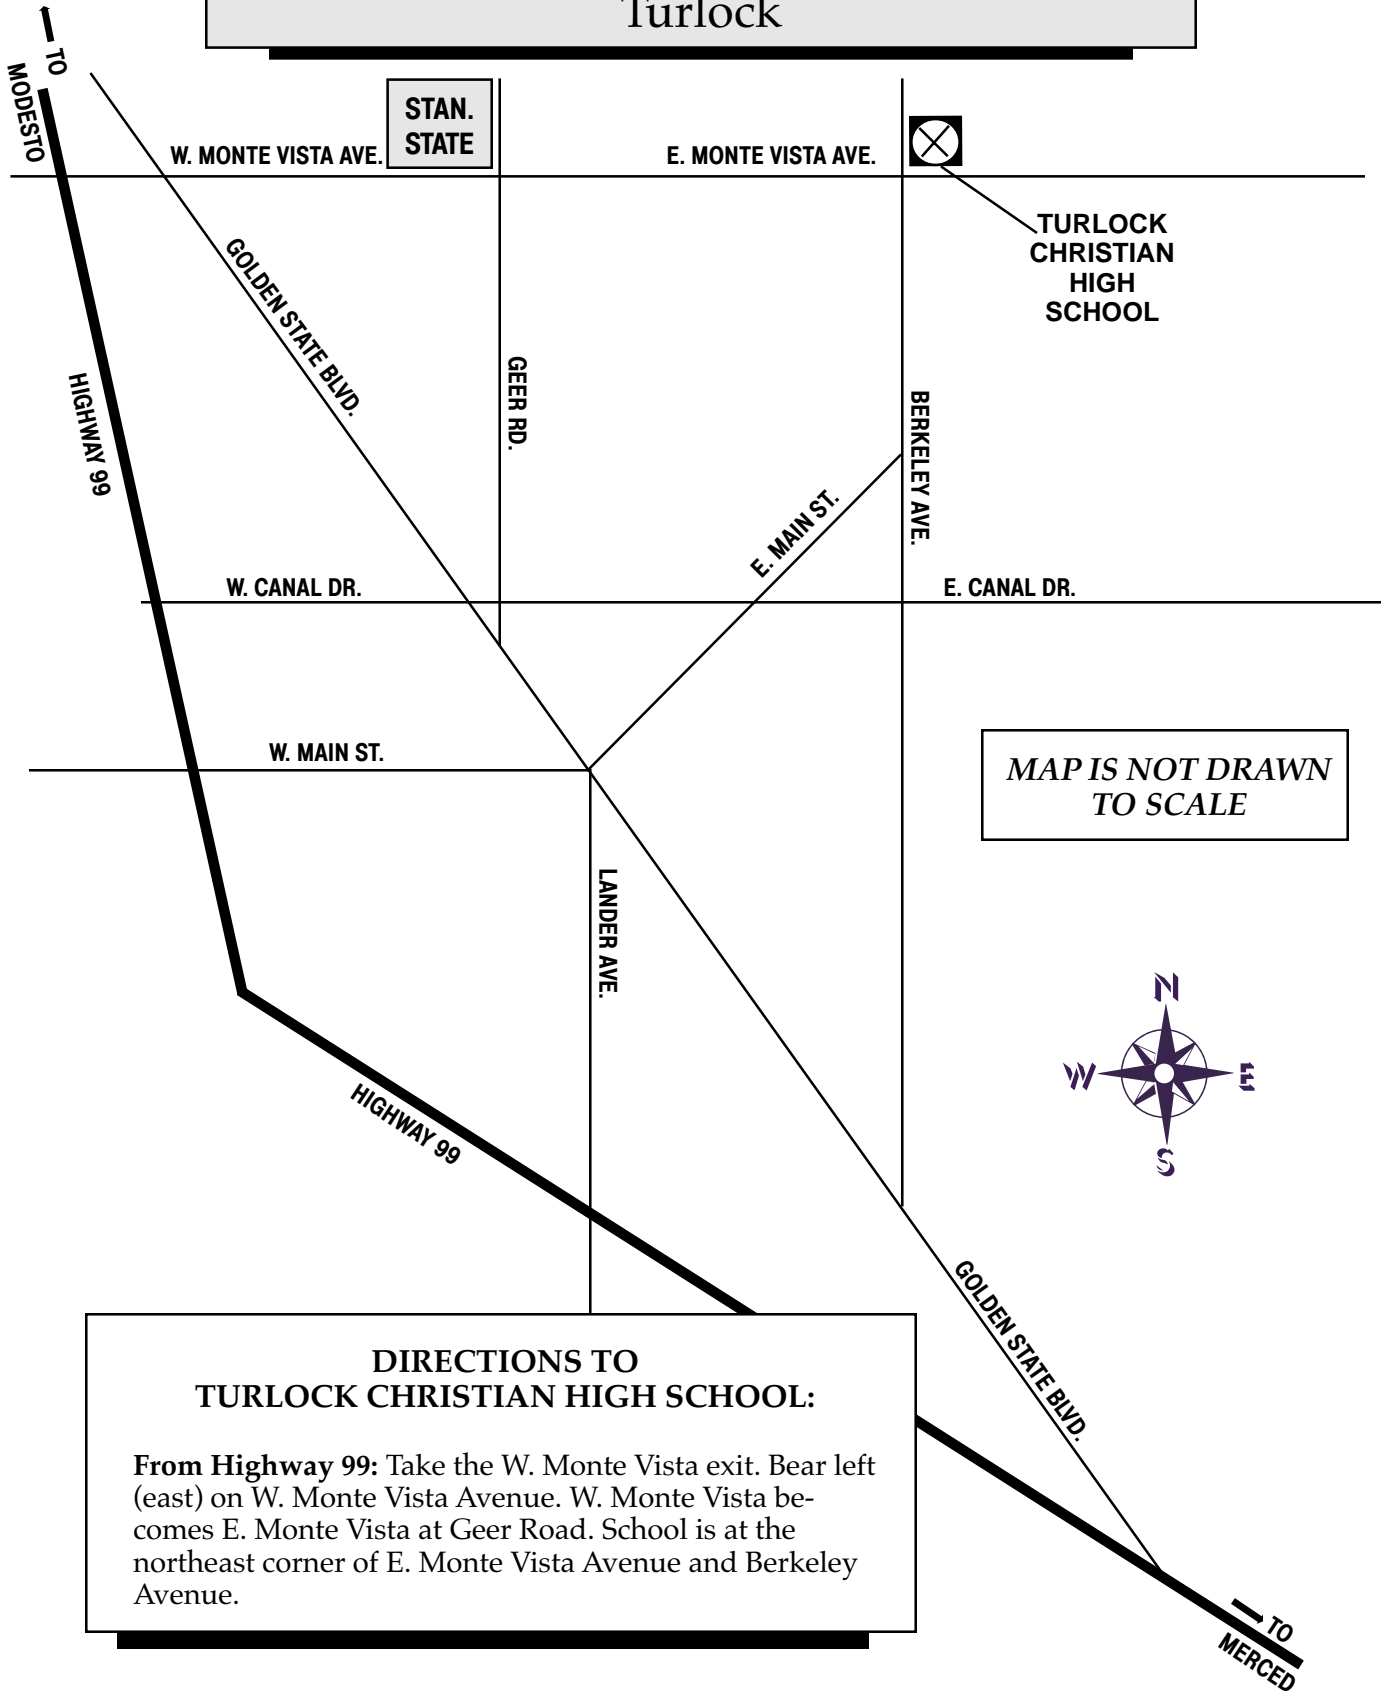 Turlock
TO
MODESTO
STAN.
STATE
W. MONTE VISTA AVE.
E. MONTE VISTA AVE.
TURLOCK
CHRISTIAN
HIGH
SCHOOL
GOLDEN STATE BLVD.
GEER RD.
HIGHWAY 99
BERKELEY AVE.
E. MAIN ST.
W. CANAL DR.
E. CANAL DR.
W. MAIN ST.
MAP IS NOT DRAWN
TO SCALE
LANDER AVE.
N
W
E
S
HIGHWAY 99
GOLDEN STATE BLVD.
DIRECTIONS TO
TURLOCK CHRISTIAN HIGH SCHOOL:
From Highway 99: Take the W. Monte Vista exit. Bear left
(east) on W. Monte Vista Avenue. W. Monte Vista be-
comes E. Monte Vista at Geer Road. School is at the
northeast corner of E. Monte Vista Avenue and Berkeley
Avenue.
TO
MERCED